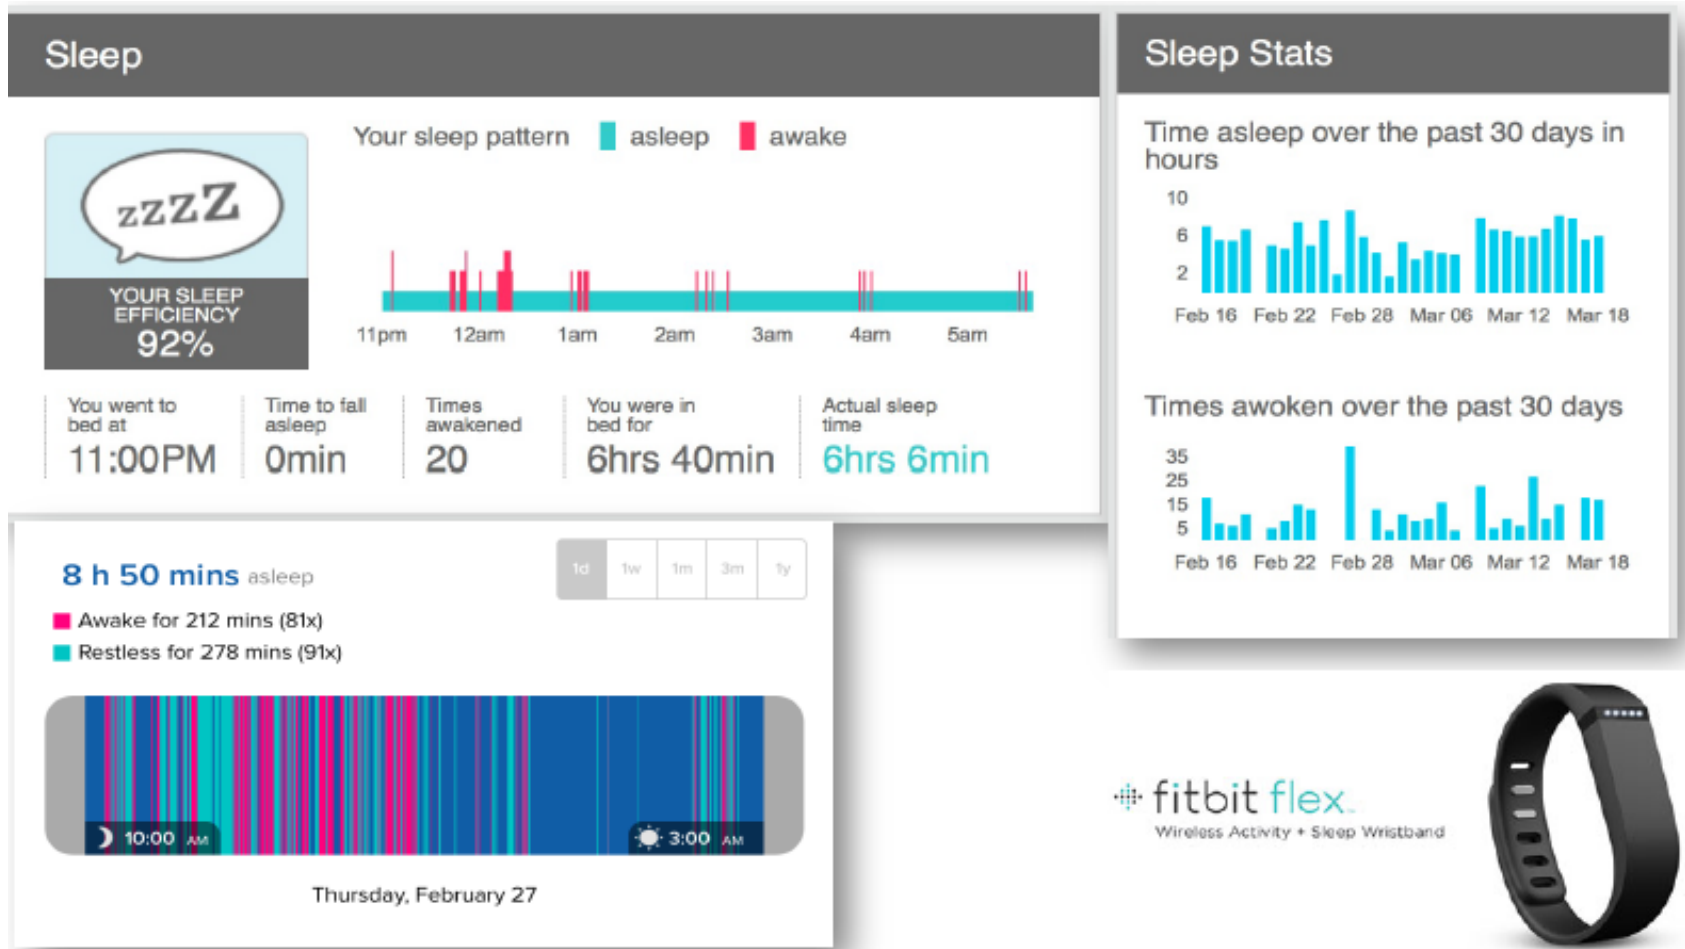 Sleep
zzzZ
YOUR SLEEP
EFFICIENCY
92%
Your sleep pattern asleep awake
11pm 12am 1am 2am 3am 4am 5am
You went to
bed at
11:00PM
Time to fall
asleep
0min
Times
awakened
20
You were in
bed for
6hrs 40min
Actual sleep
time
6hrs 6min
Sleep Stats
Time asleep over the past 30 days in
hours
10
6
2
Feb 16 Feb 22 Feb 28 Mar 06 Mar 12 Mar 18
Times awoken over the past 30 days
35
25
15
5
Feb 16 Feb 22 Feb 28 Mar 06 Mar 12 Mar 18
8 h 50 mins asleep
1d 1w 1m 3m 1y
Awake for 212 mins (81x)
Restless for 278 mins (91x)
10:00 AM 3:00 AM
Thursday, February 27
fitbit flex
Wireless Activity + Sleep Wristband